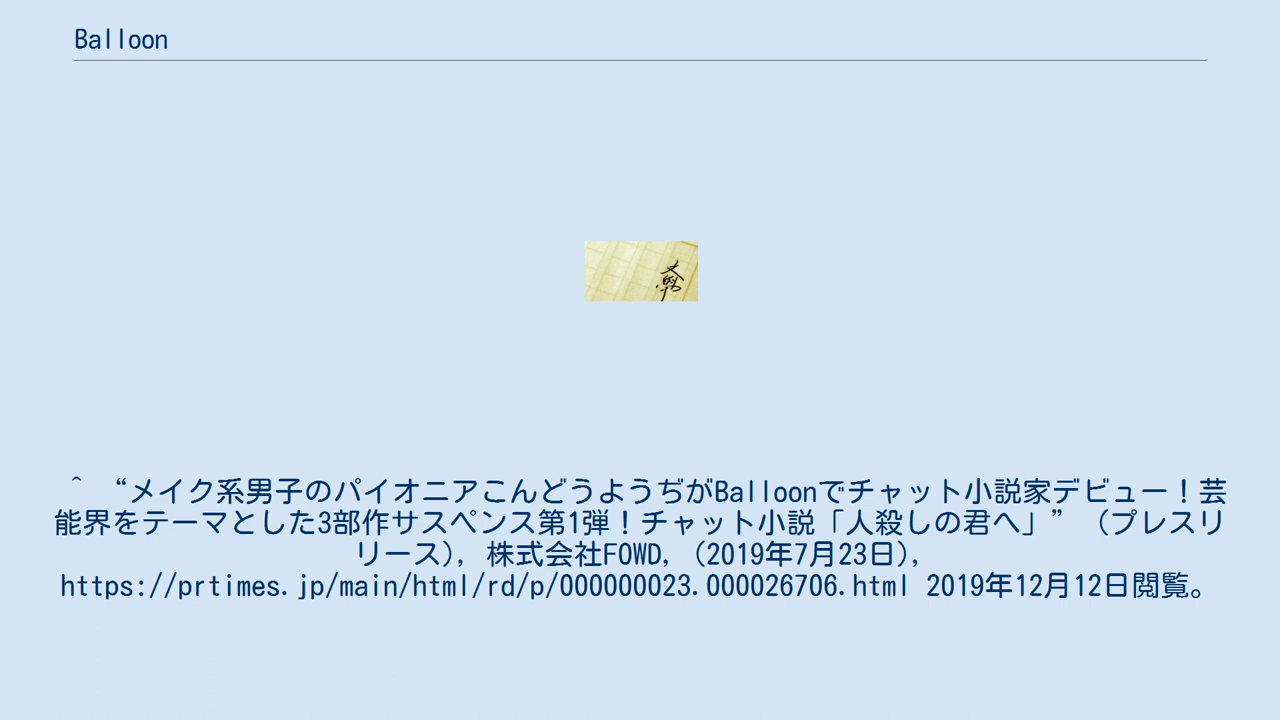 Balloon
^ “メイク系男子のパイオニアこんどうようぢがBalloonでチャット小説家デビュー！芸
能界をテーマとした3部作サスペンス第1弾！チャット小説「人殺しの君へ」” （プレスリ
リース）, 株式会社FOWD, （2019年7月23日）,
https://prtimes.jp/main/html/rd/p/000000023.000026706.html 2019年12月12日閲覧。